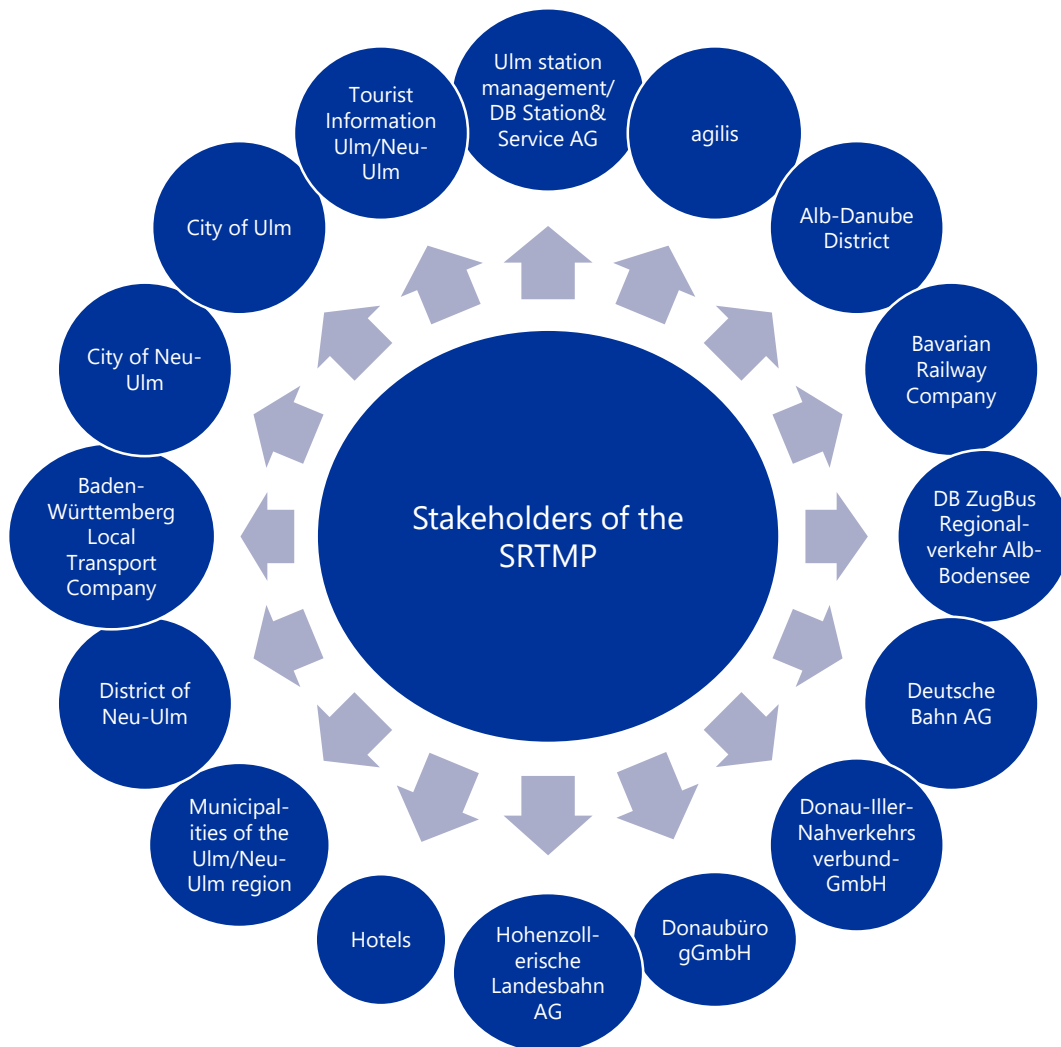 Ulm station
management/
DB Station&
Service AG
agilis
Alb-Danube
District
Bavarian
Railway
Company
DB ZugBus
Regional-
verkehr Alb-
Bodensee
Deutsche
Bahn AG
Donau-Iller-
Nahverkehrs
verbund-
GmbH
Donaubüro
gGmbH
Hohenzoll-
erische
Landesbahn
AG
Hotels
Municipal-
ities of the
Ulm/Neu-
Ulm region
District of
Neu-Ulm
Baden-
Württemberg
Local
Transport
Company
City of Neu-
Ulm
City of Ulm
Tourist
Information
Ulm/Neu-
Ulm
Stakeholders of the
SRTMP